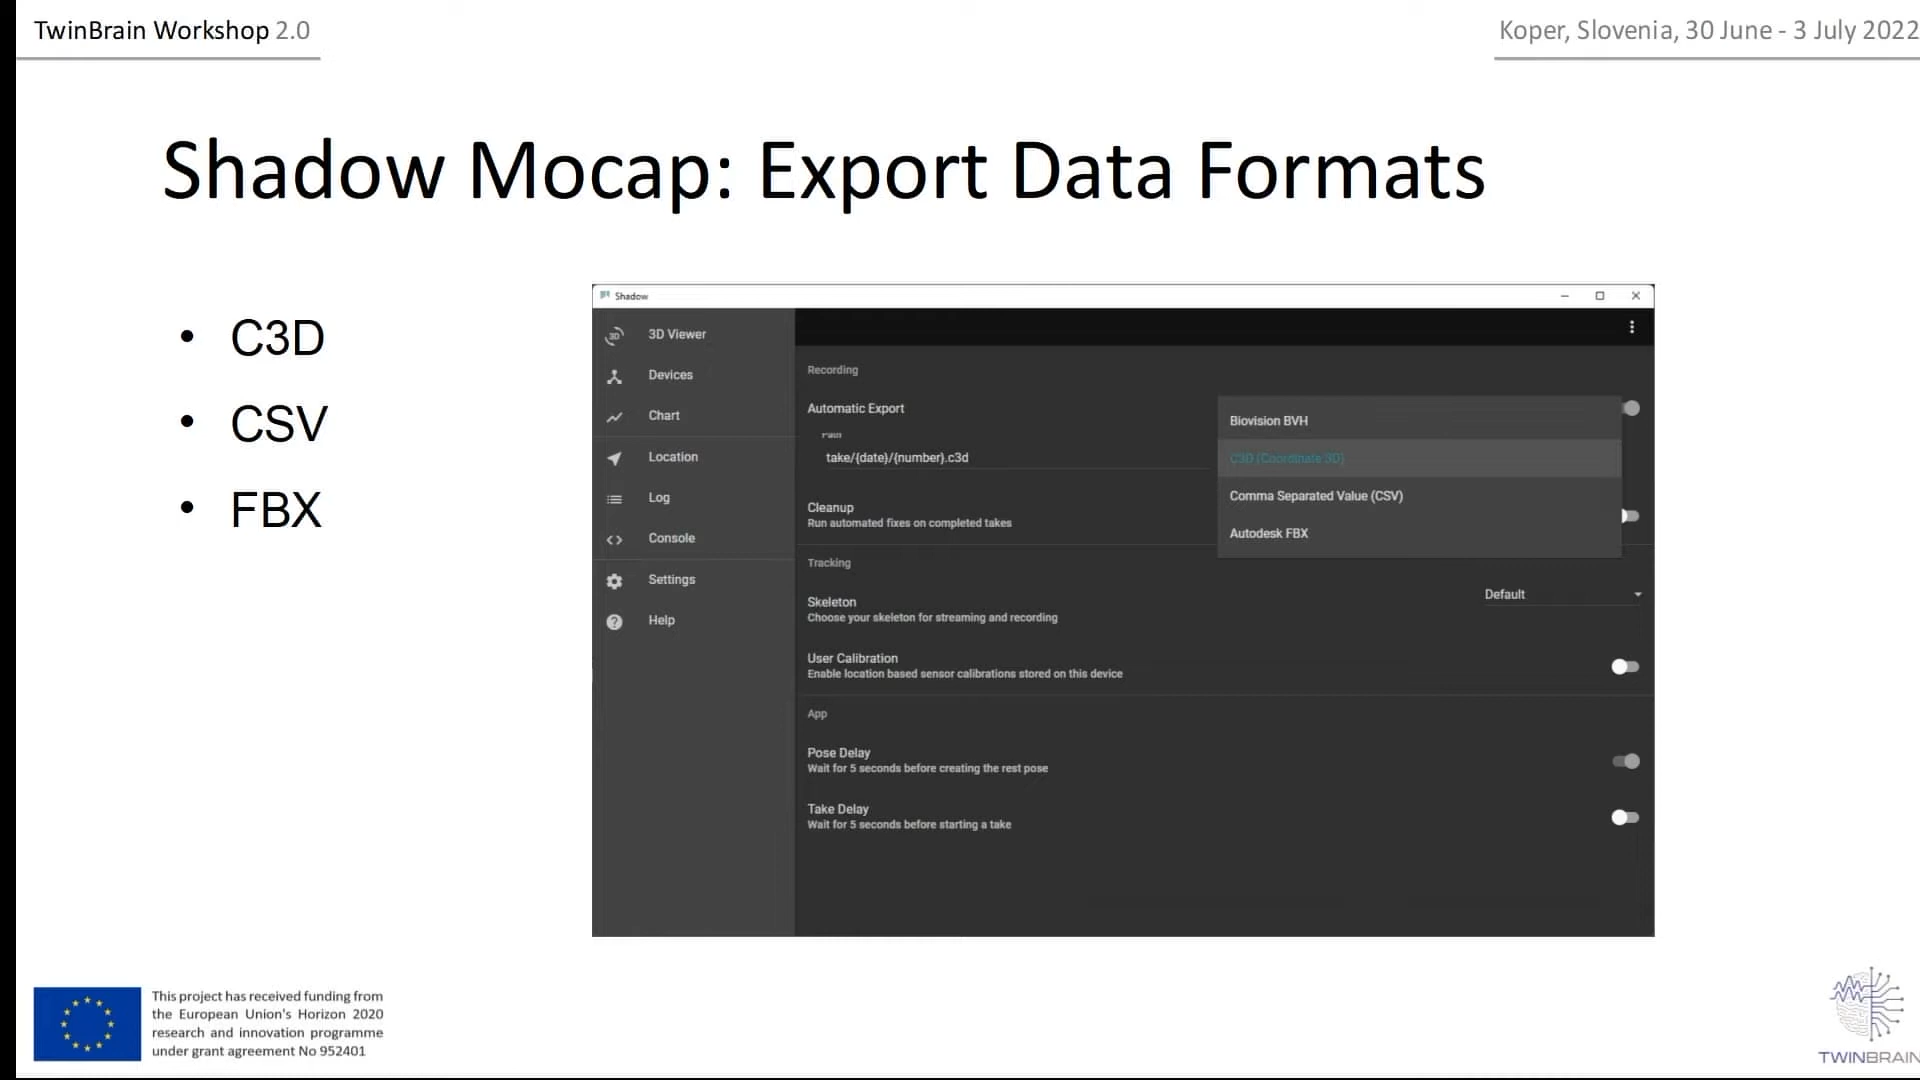 TwinBrain Workshop 2.0
Koper, Slovenia, 30 June - 3 July 2022
Shadow Mocap: Export Data Formats
• C3D
• CSV
• FBX
Shadow
3D Viewer
Devices
Chart
Location
Log
Console
Settings
Help
Recording
Automatic Export
Path
take/{date}/{number}.c3d
Biovision BVH
C3D (Coordinate 3D)
Comma Separated Value (CSV)
Autodesk FBX
Cleanup
Run automated fixes on completed takes
Tracking
Skeleton
Choose your skeleton for streaming and recording
Default
User Calibration
Enable location based sensor calibrations stored on this device
App
Pose Delay
Wait for 5 seconds before creating the rest pose
Take Delay
Wait for 5 seconds before starting a take
This project has received funding from
the European Union's Horizon 2020
research and innovation programme
under grant agreement No 952401
TWINBRAIN